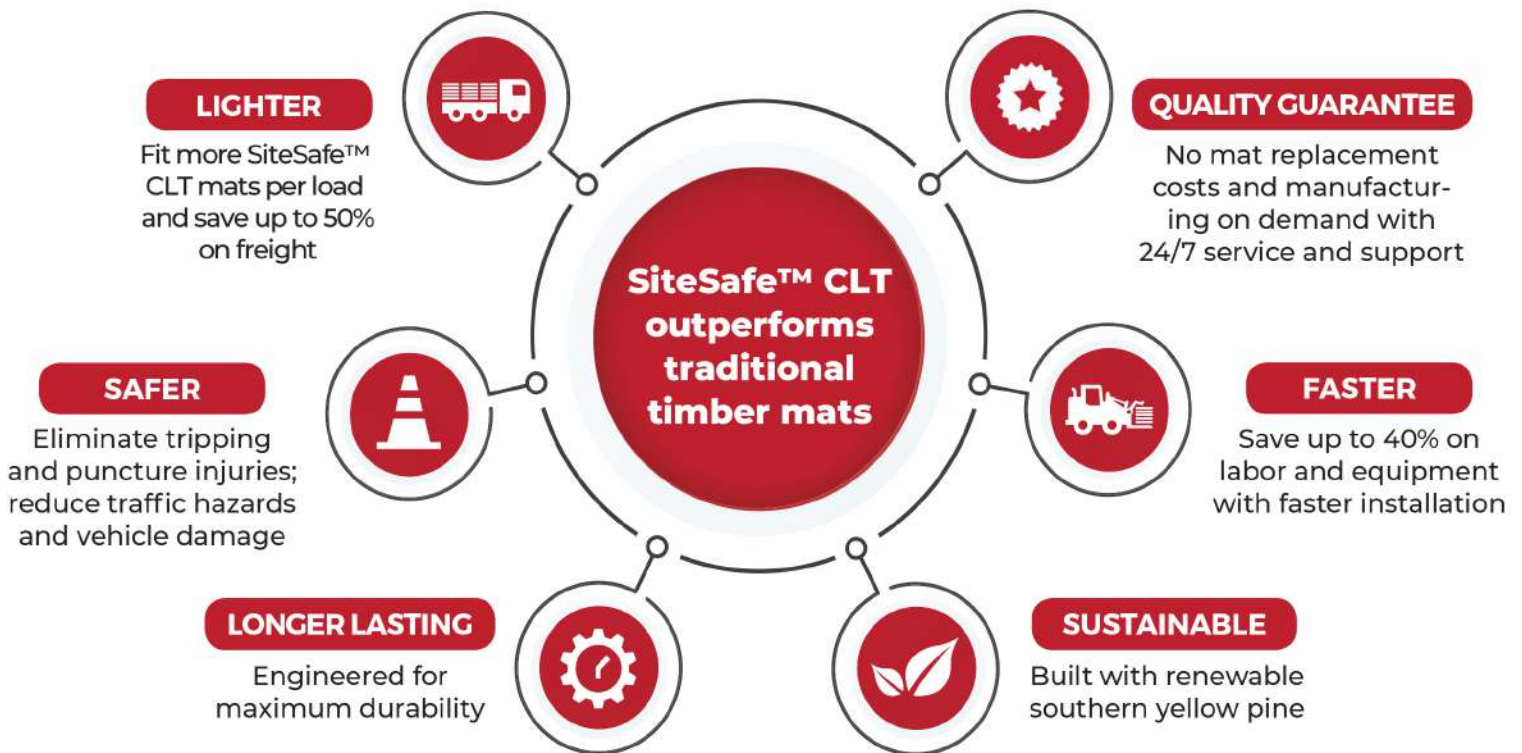 LIGHTER
Fit more SiteSafe™
CLT mats per load
and save up to 50%
on freight
QUALITY GUARANTEE
No mat replacement
costs and manufactur-
ing on demand with
24/7 service and support
SiteSafe™ CLT
outperforms
traditional
timber mats
SAFER
Eliminate tripping
and puncture injuries;
reduce traffic hazards
and vehicle damage
FASTER
Save up to 40% on
labor and equipment
with faster installation
LONGER LASTING
Engineered for
maximum durability
SUSTAINABLE
Built with renewable
southern yellow pine